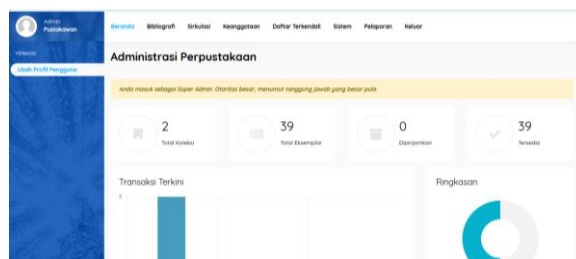 Admin
Pustakawan
Beranda Bibliografi Sirkulasi Keanggotaan Daftar Terkendali Sistem Pelaporan Keluar
Ubah Profil Pengguna
Administrasi Perpustakaan
Anda masuk sebagai Super Admin. Otoritas besar, menuntut tanggung jawab yang besar pula.
2
Total Koleksi
39
Total Eksemplar
0
Dipinjamkan
39
Tersedia
Transaksi Terkini
Ringkasan